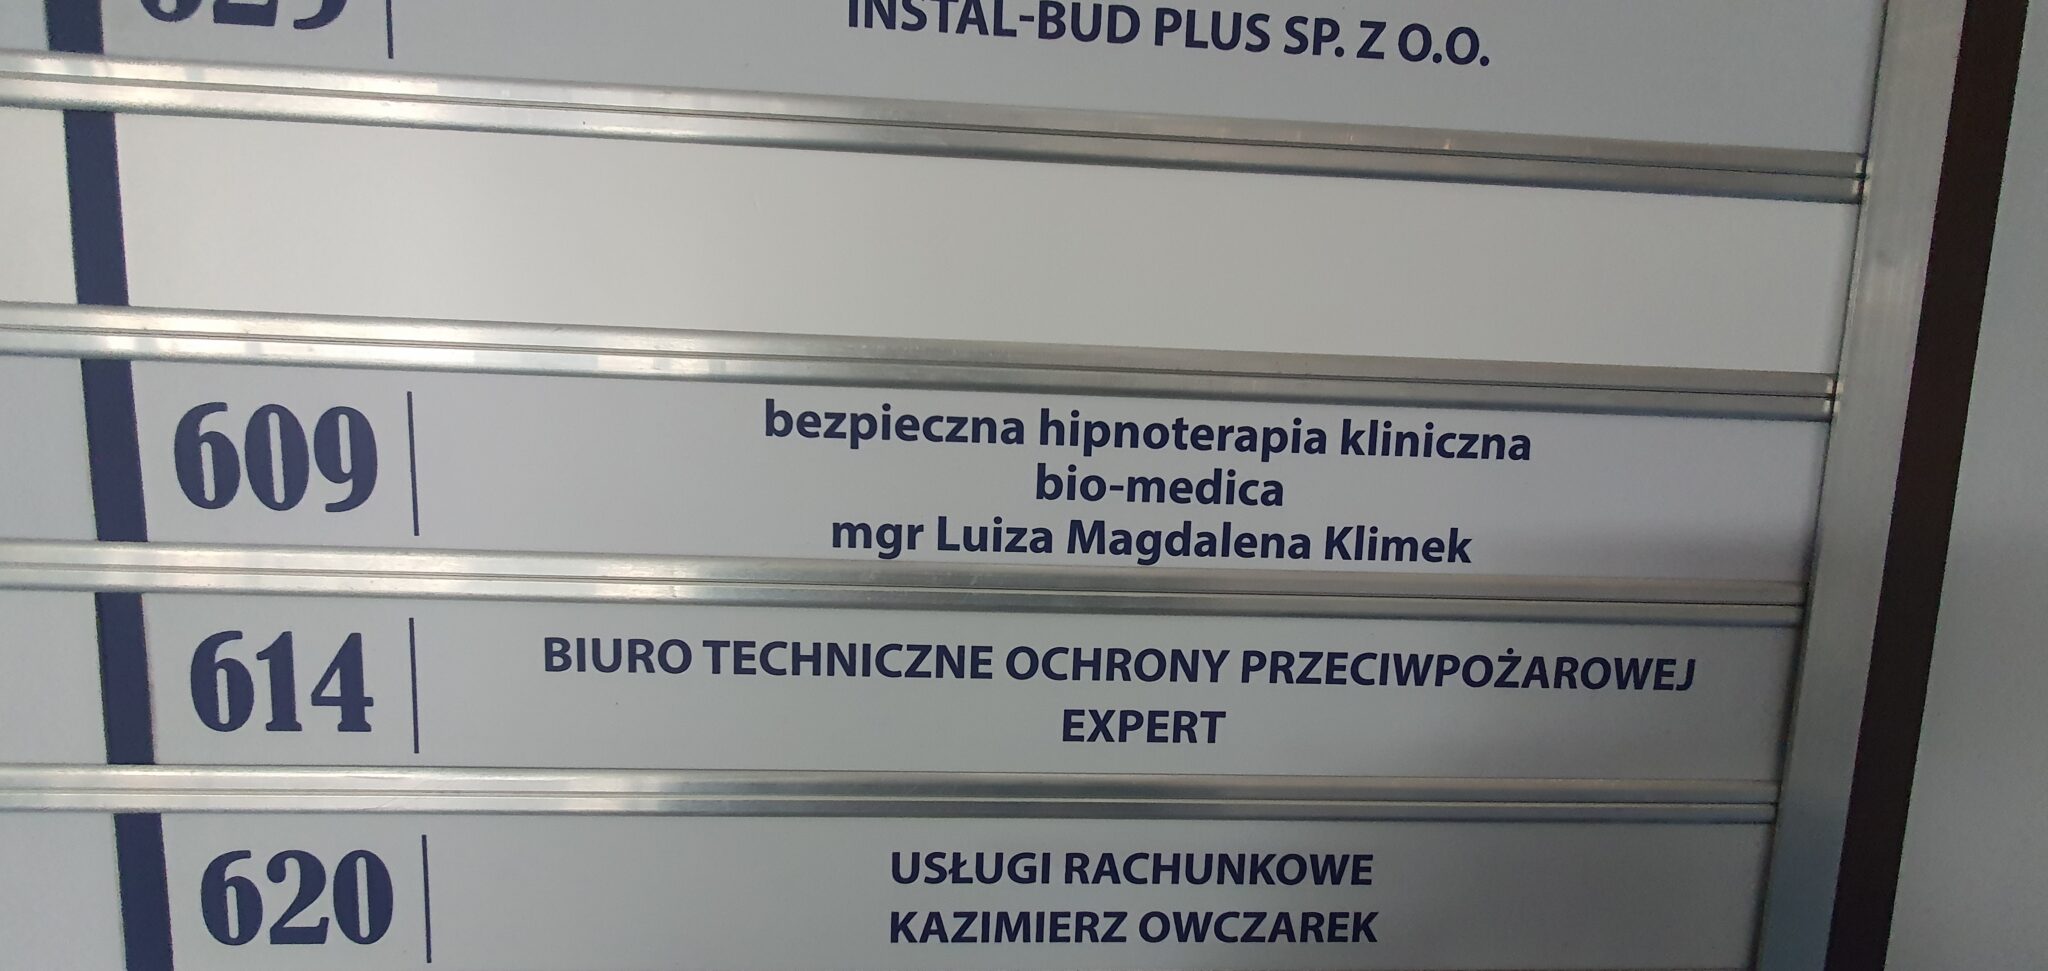 INSTAL-BUD PLUS SP. Z O.O.
609
bezpieczna hipnoterapia kliniczna
bio-medica
mgr Luiza Magdalena Klimek
614
BIURO TECHNICZNE OCHRONY PRZECIWPOŻAROWEJ
EXPERT
620
USŁUGI RACHUNKOWE
KAZIMIERZ OWCZAREK